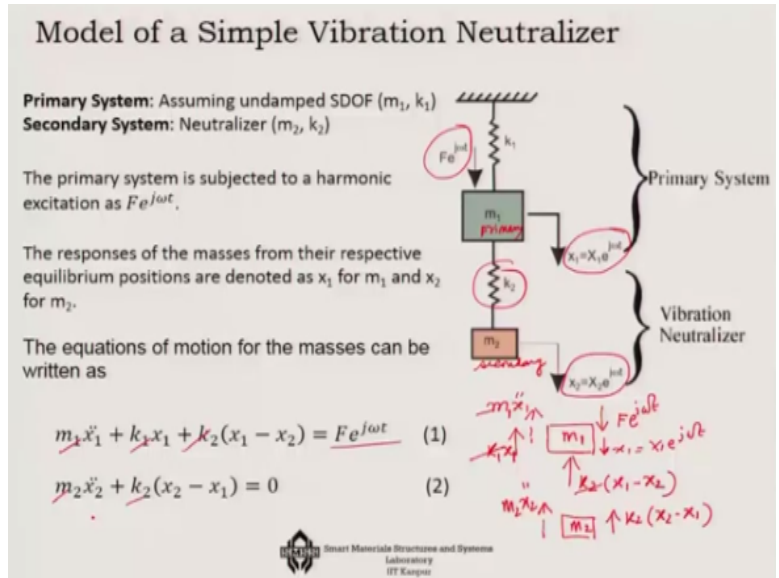 Model of a Simple Vibration Neutralizer
Primary System: Assuming undamped SDOF (m₁, k₁)
Secondary System: Neutralizer (m₂, k₂)
The primary system is subjected to a harmonic
excitation as Fe^{jωt}.
The responses of the masses from their respective
equilibrium positions are denoted as x₁ for m₁ and x₂
for m₂.
The equations of motion for the masses can be
written as
m₁ẍ₁ + k₁x₁ + k₂(x₁ − x₂) = Fe^{jωt} (1)
m₂ẍ₂ + k₂(x₂ − x₁) = 0 (2)
k₁
Fe^{jωt}
m₁
primary
x₁=X₁e^{jωt}
Primary System
k₂
m₂
secondary
x₂=X₂e^{jωt}
Vibration
Neutralizer
m₁ẍ₁
Fe^{jωt}
k₁x₁
m₁
x₁ = X₁e^{jωt}
k₂(x₁-x₂)
m₂ẍ₂
m₂
k₂(x₂-x₁)
Smart Materials Structures and Systems
Laboratory
IIT Kanpur